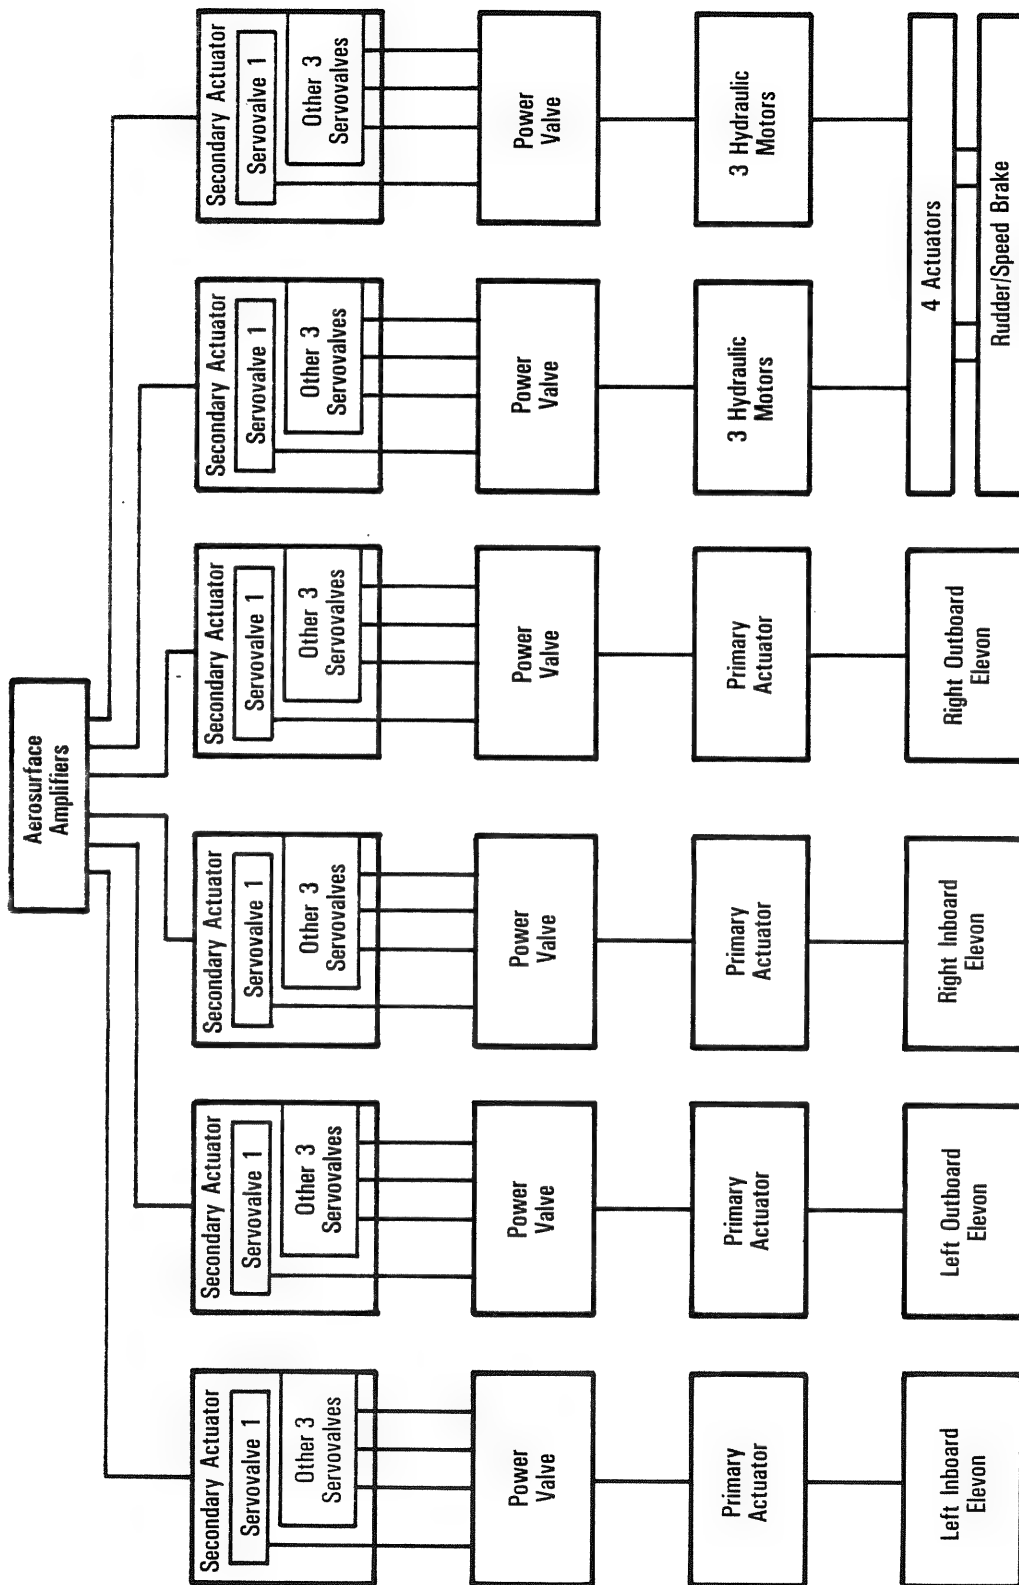 Aerosurface
Amplifiers
Secondary Actuator
Servovalve 1
Other 3
Servovalves
Secondary Actuator
Servovalve 1
Other 3
Servovalves
Secondary Actuator
Servovalve 1
Other 3
Servovalves
Secondary Actuator
Servovalve 1
Other 3
Servovalves
Secondary Actuator
Servovalve 1
Other 3
Servovalves
Secondary Actuator
Servovalve 1
Other 3
Servovalves
Power
Valve
Power
Valve
Power
Valve
Power
Valve
Power
Valve
Power
Valve
Primary
Actuator
Primary
Actuator
Primary
Actuator
Primary
Actuator
3 Hydraulic
Motors
3 Hydraulic
Motors
Left Inboard
Elevon
Left Outboard
Elevon
Right Inboard
Elevon
Right Outboard
Elevon
4 Actuators
Rudder/Speed Brake